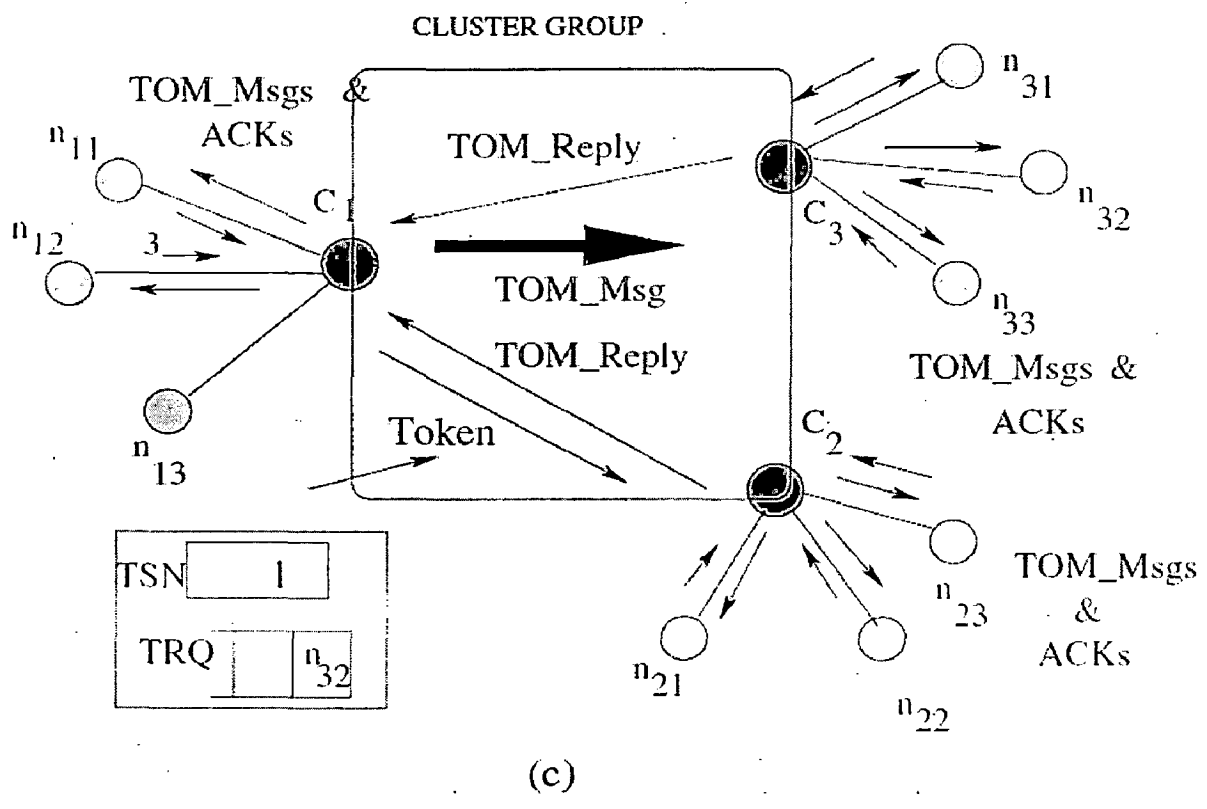 CLUSTER GROUP
TOM_Msgs &
ACKs
n11
n12
3
n13
C1
TOM_Reply
TOM_Msg
TOM_Reply
Token
C3
n31
n32
n33
TOM_Msgs &
ACKs
C2
n23
n21
n22
TOM_Msgs
&
ACKs
TSN 1
TRQ n32
(c)